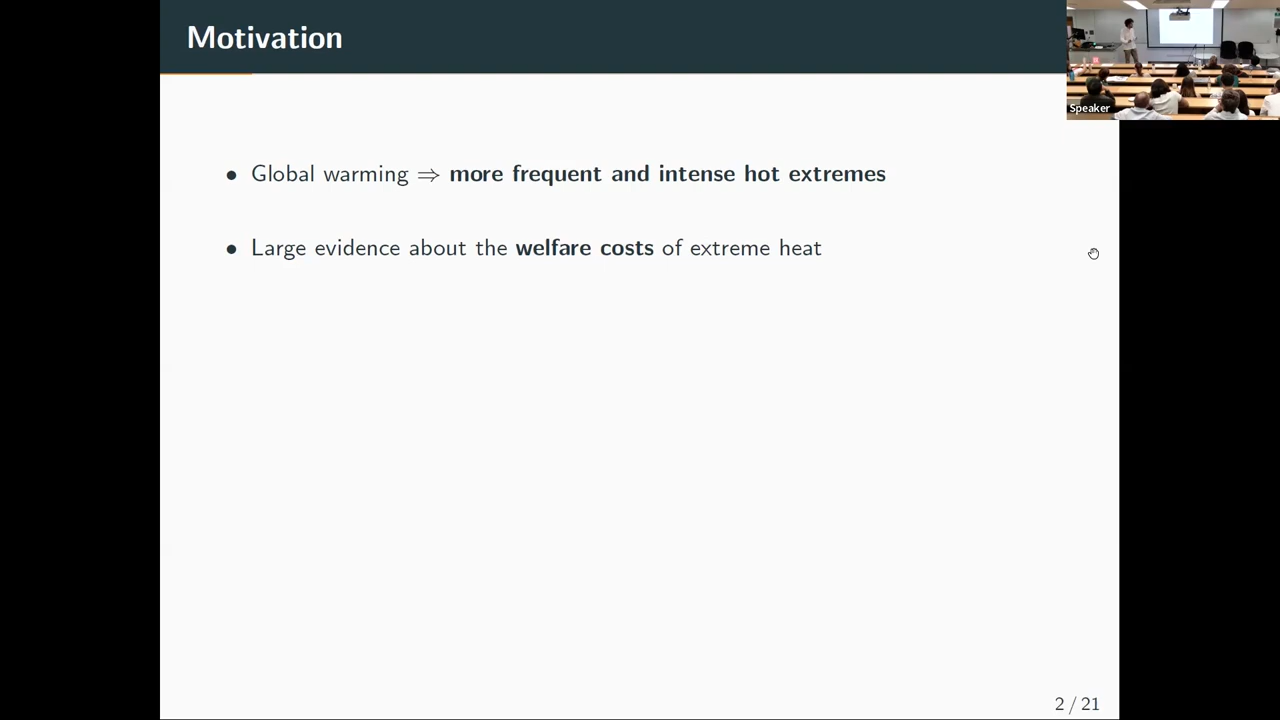 Motivation
Speaker
• Global warming ⇒ more frequent and intense hot extremes
• Large evidence about the welfare costs of extreme heat
2 / 21